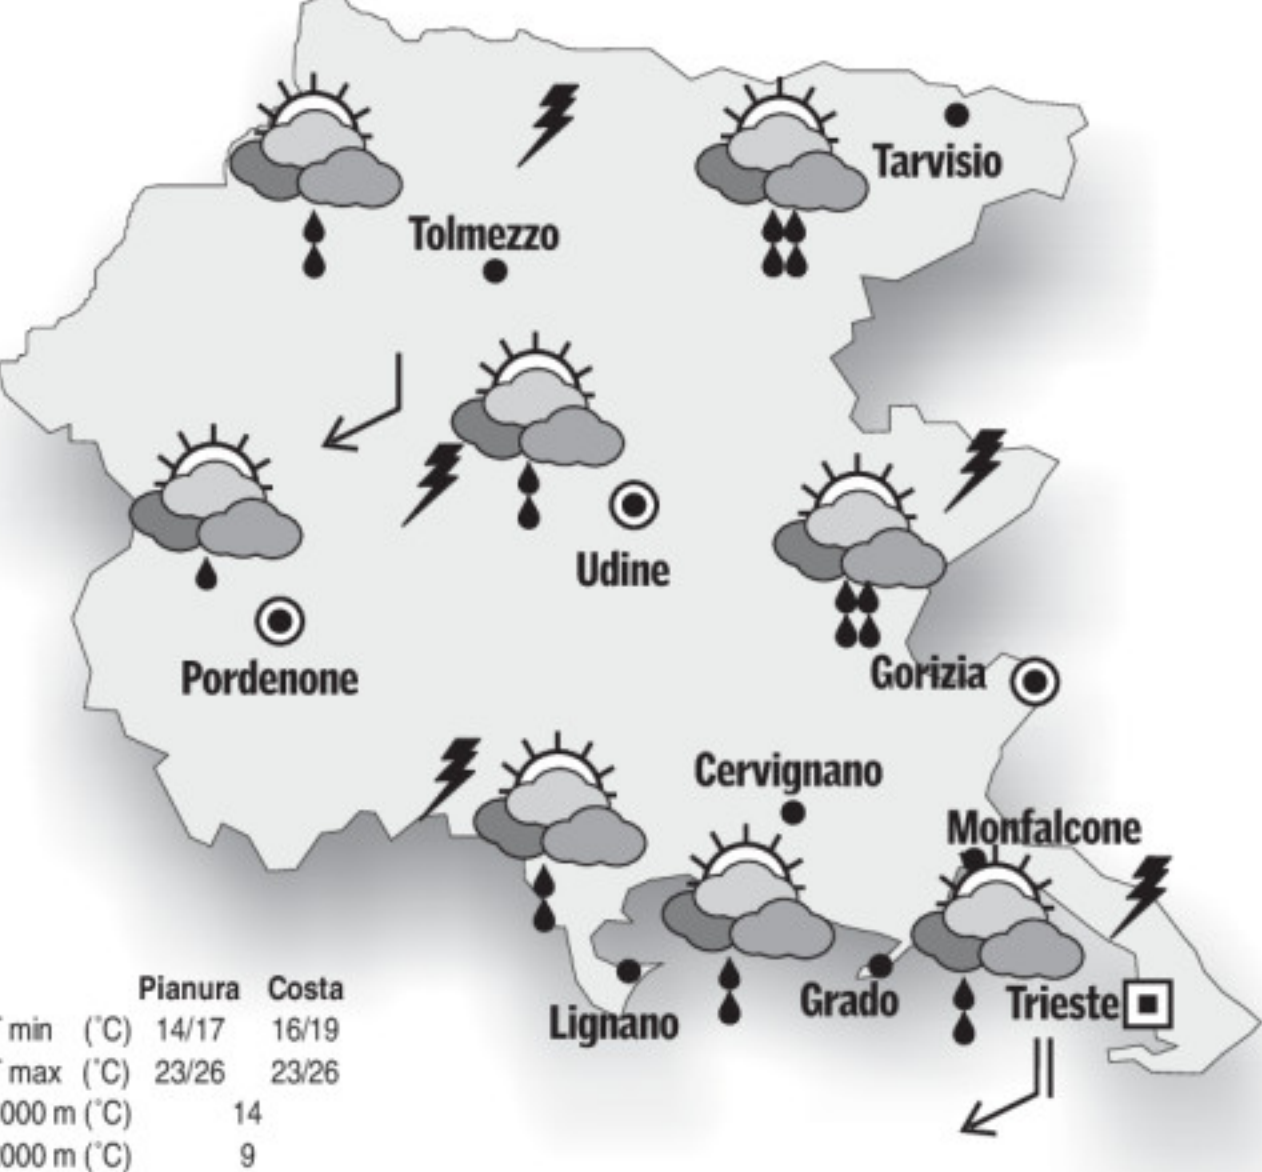 Tarvisio
Tolmezzo
Udine
Pordenone
Gorizia
Cervignano
Monfalcone
Grado
Trieste
Lignano
Pianura Costa
min (°C) 14/17 16/19
max (°C) 23/26 23/26
000 m (°C) 14
000 m (°C) 9